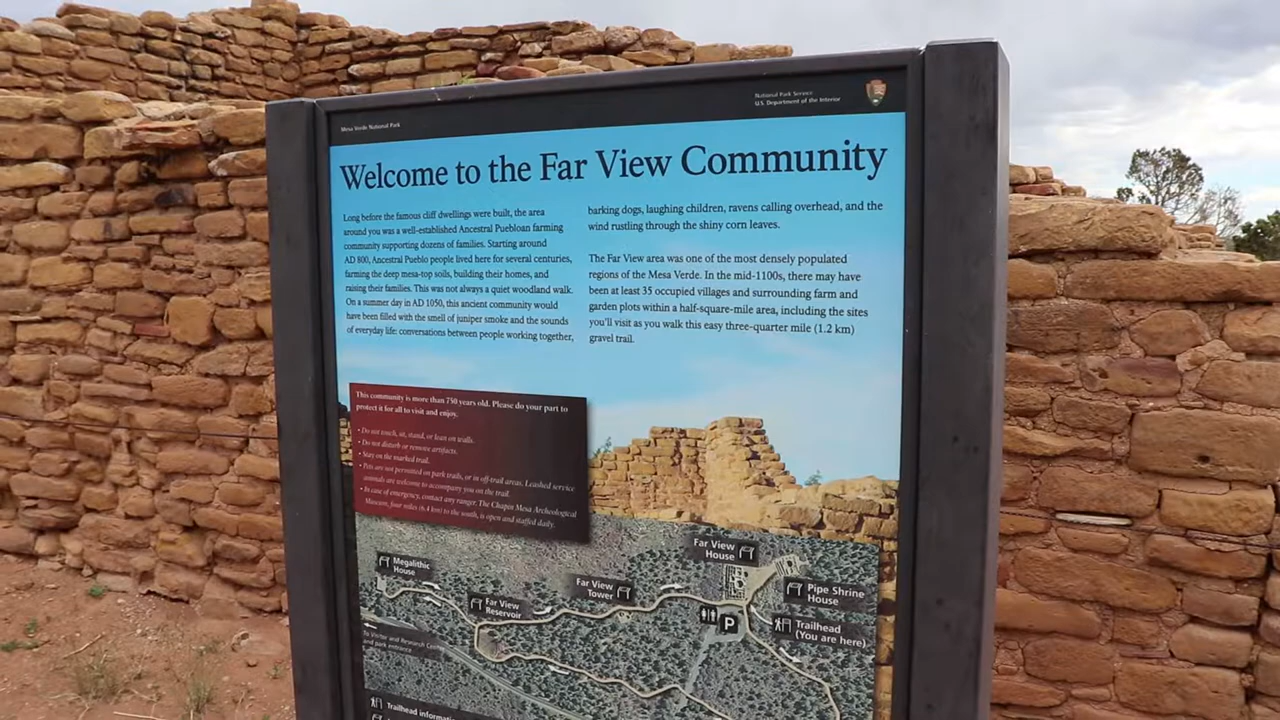 Mesa Verde National Park
National Park Service
U.S. Department of the Interior
Welcome to the Far View Community
Long before the famous cliff dwellings were built, the area
around you was a well-established Ancestral Puebloan farming
community supporting dozens of families. Starting around
AD 800, Ancestral Pueblo people lived here for several centuries,
farming the deep mesa-top soils, building their homes, and
raising their families. This was not always a quiet woodland walk.
On a summer day in AD 1050, this ancient community would
have been filled with the smell of juniper smoke and the sounds
of everyday life: conversations between people working together,
barking dogs, laughing children, ravens calling overhead, and the
wind rustling through the shiny corn leaves.
The Far View area was one of the most densely populated
regions of the Mesa Verde. In the mid-1100s, there may have
been at least 35 occupied villages and surrounding farm and
garden plots within a half-square-mile area, including the sites
you'll visit as you walk this easy three-quarter mile (1.2 km)
gravel trail.
This community is more than 750 years old. Please do your part to
protect it for all to visit and enjoy.
• Do not touch, sit, stand, or lean on walls.
• Do not disturb or remove artifacts.
• Stay on the marked trail.
• Pets are not permitted on park trails, or in off-trail areas. Leashed service
animals are welcome to accompany you on the trail.
• In case of emergency, contact any ranger. The Chapin Mesa Archeological
Museum, four miles (6.4 km) to the south, is open and staffed daily.
Far View
House
Megalithic
House
Far View
Tower
Pipe Shrine
House
Far View
Reservoir
P
Trailhead
(You are here)
To Visitor and Research Center
and park entrance
Trailhead information